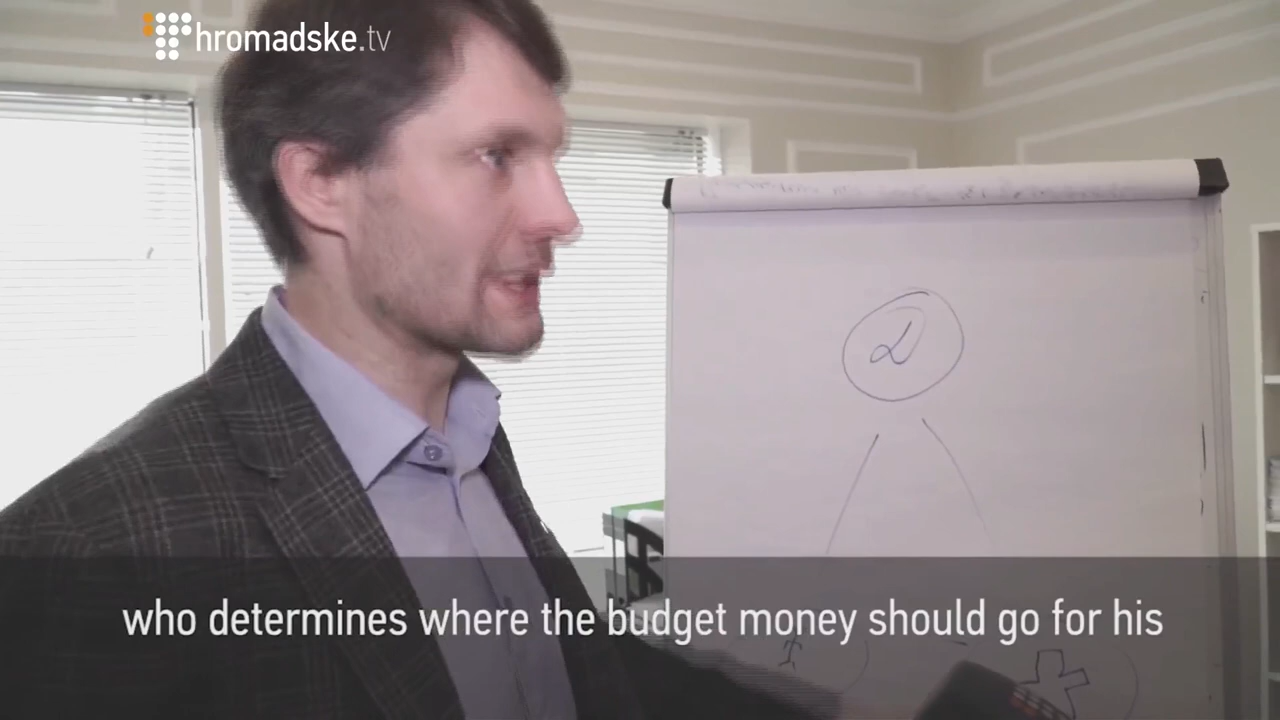 hromadske.tv
who determines where the budget money should go for his